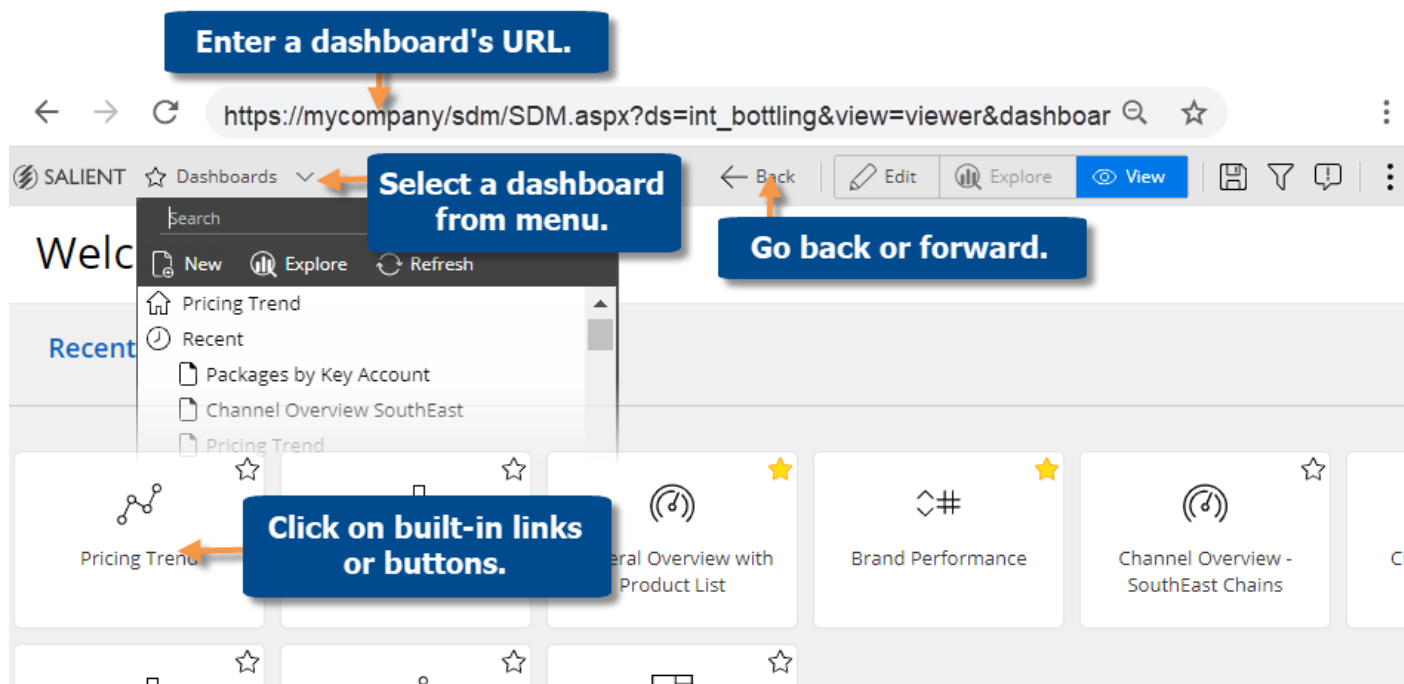 Enter a dashboard's URL.
https://mycompany/sdm/SDM.aspx?ds=int_bottling&view=viewer&dashboar
SALIENT Dashboards Back Edit Explore View
Select a dashboard
from menu.
Search
Go back or forward.
Welc
New Explore Refresh
Pricing Trend
Recent
Recent
Packages by Key Account
Channel Overview SouthEast
Pricing Trend
Click on built-in links
or buttons.
Pricing Trend
eral Overview with
Product List
Brand Performance
Channel Overview -
SouthEast Chains